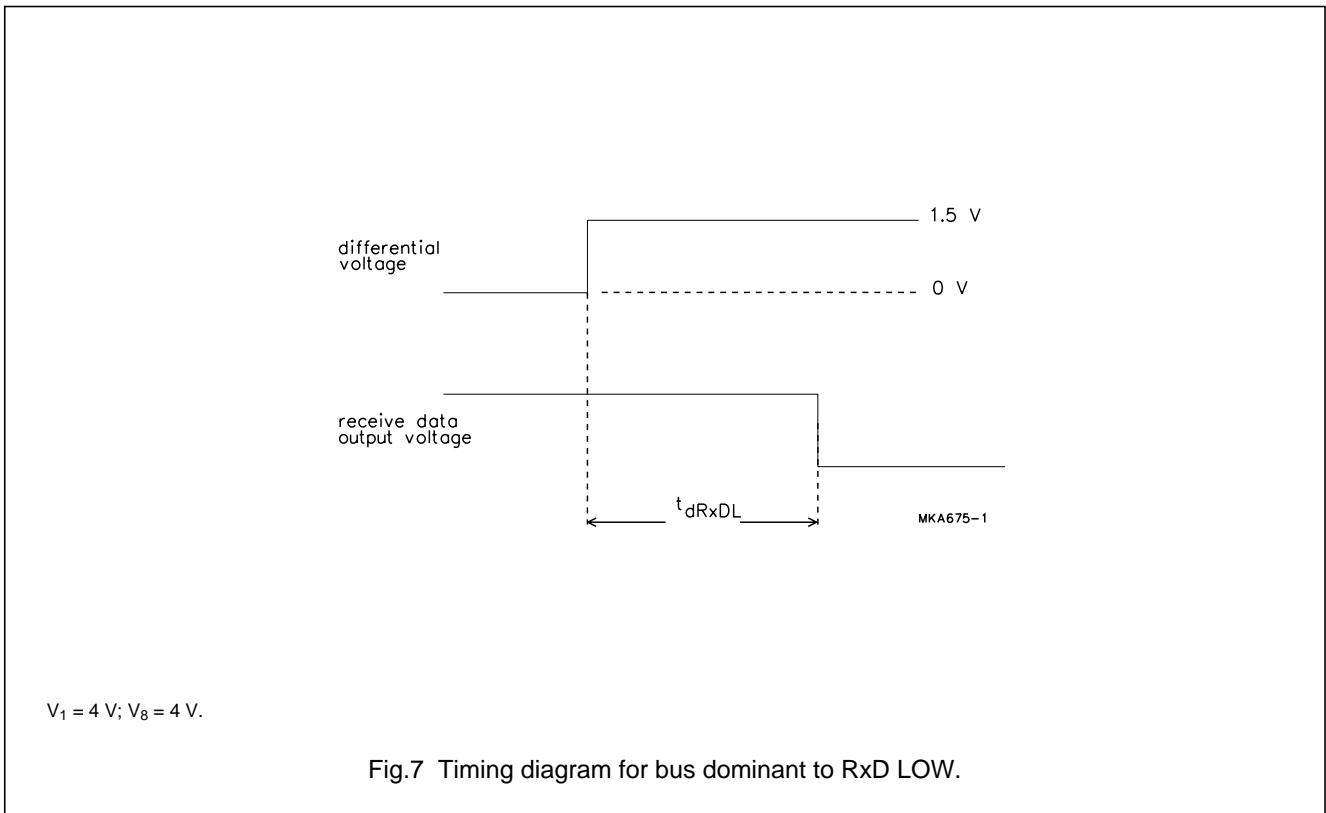 1.5 V
differential
voltage
0 V
receive data
output voltage
tdRxDL
MKA675-1
V1 = 4 V; V8 = 4 V.
Fig.7 Timing diagram for bus dominant to RxD LOW.